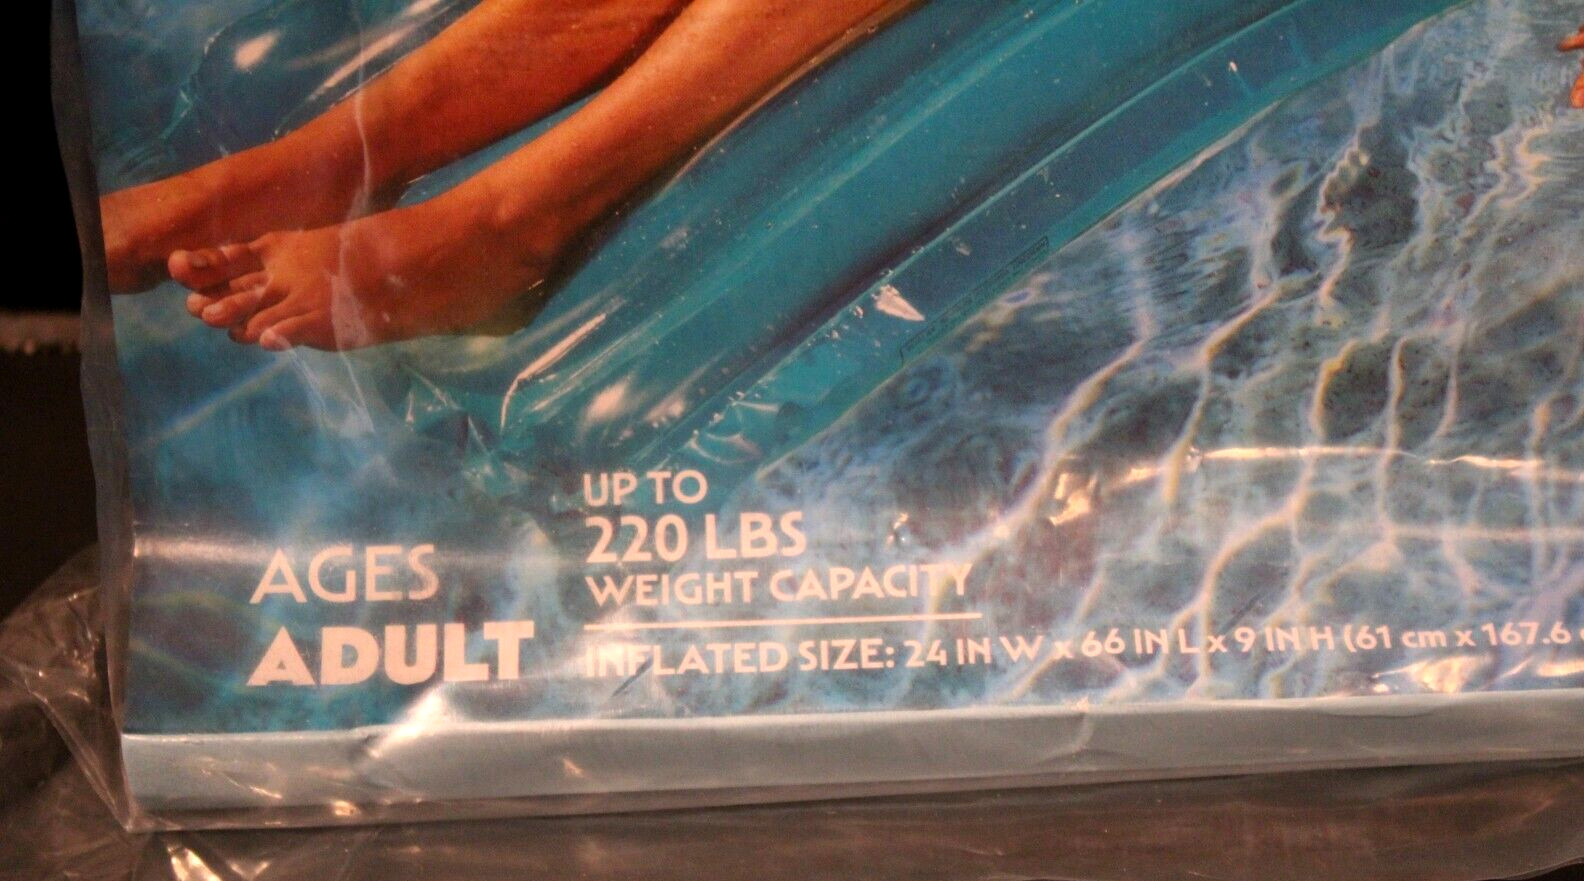 UP TO
220 LBS
WEIGHT CAPACITY
AGES
ADULT
INFLATED SIZE: 24 IN W x 66 IN L x 9 IN H (61 cm x 167.6